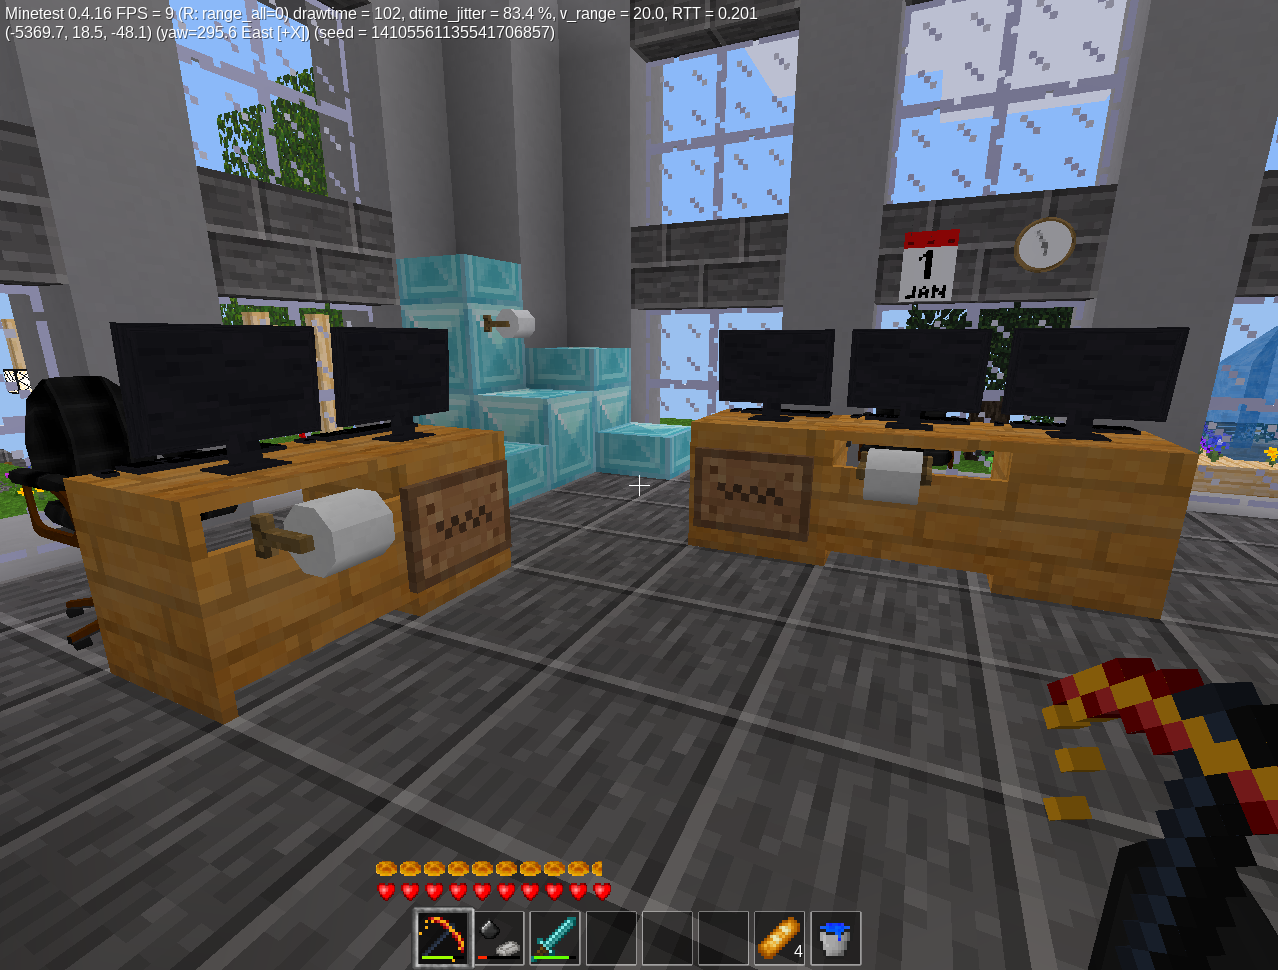 Minetest 0.4.16 FPS = 9 (R: range_all=0) drawtime = 102, dtime_jitter = 83.4 %, v_range = 20.0, RTT = 0.201
(-5369.7, 18.5, -48.1) (yaw=295.6 East [+X]) (seed = 14105561135541706857)
1
JAN
4